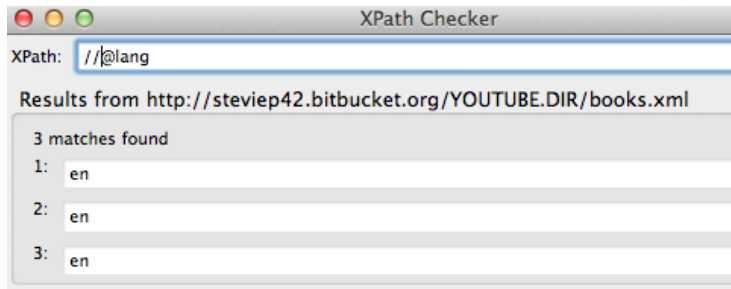 XPath Checker
XPath: //@lang
Results from http://steviep42.bitbucket.org/YOUTUBE.DIR/books.xml
3 matches found
1: en
2: en
3: en